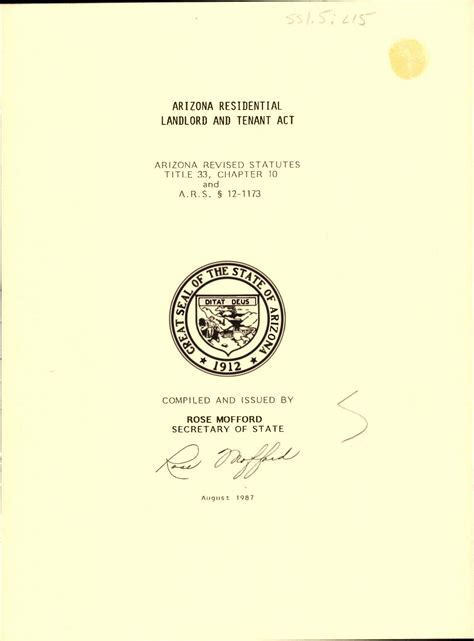 SS1.5: L15
ARIZONA RESIDENTIAL
LANDLORD AND TENANT ACT
ARIZONA REVISED STATUTES
TITLE 33, CHAPTER 10
and
A.R.S. § 12-1173
GREAT SEAL OF THE STATE OF ARIZONA
DITAT DEUS
1912
COMPILED AND ISSUED BY
ROSE MOFFORD
SECRETARY OF STATE
Rose Mofford
August 1987